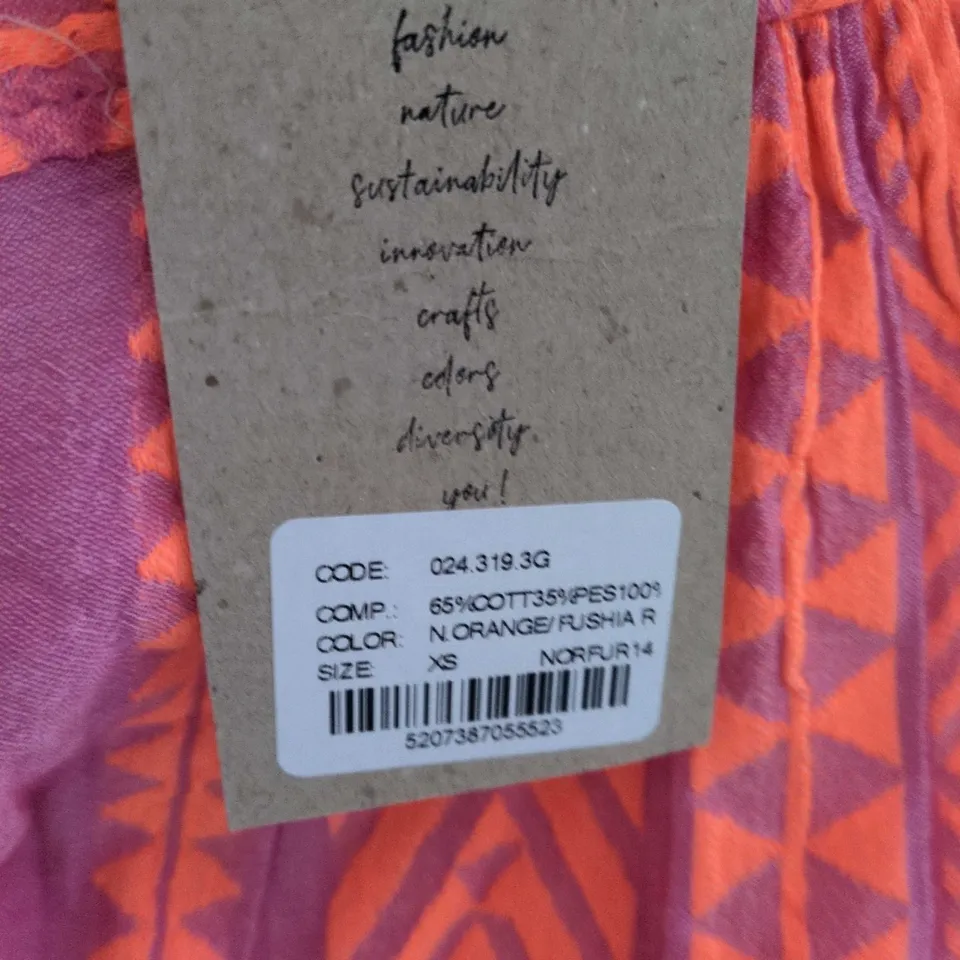 fashion
nature
sustainability
innovation
crafts
colors
diversity
you!
CODE: 024.319.3G
COMP.: 65%COTT35%PES100%
COLOR: N.ORANGE/FUSHIA R
SIZE: XS NORFUR14
5207387055523